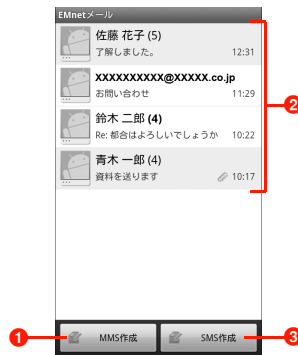 EMnetメール
佐藤 花子 (5)
了解しました。 12:31
XXXXXXXXXX@XXXXX.co.jp
お問い合わせ 11:29
鈴木 二郎 (4)
Re: 都合はよろしいでしょうか 10:22
青木 一郎 (4)
資料を送ります 10:17
2
1 MMS作成 SMS作成 3